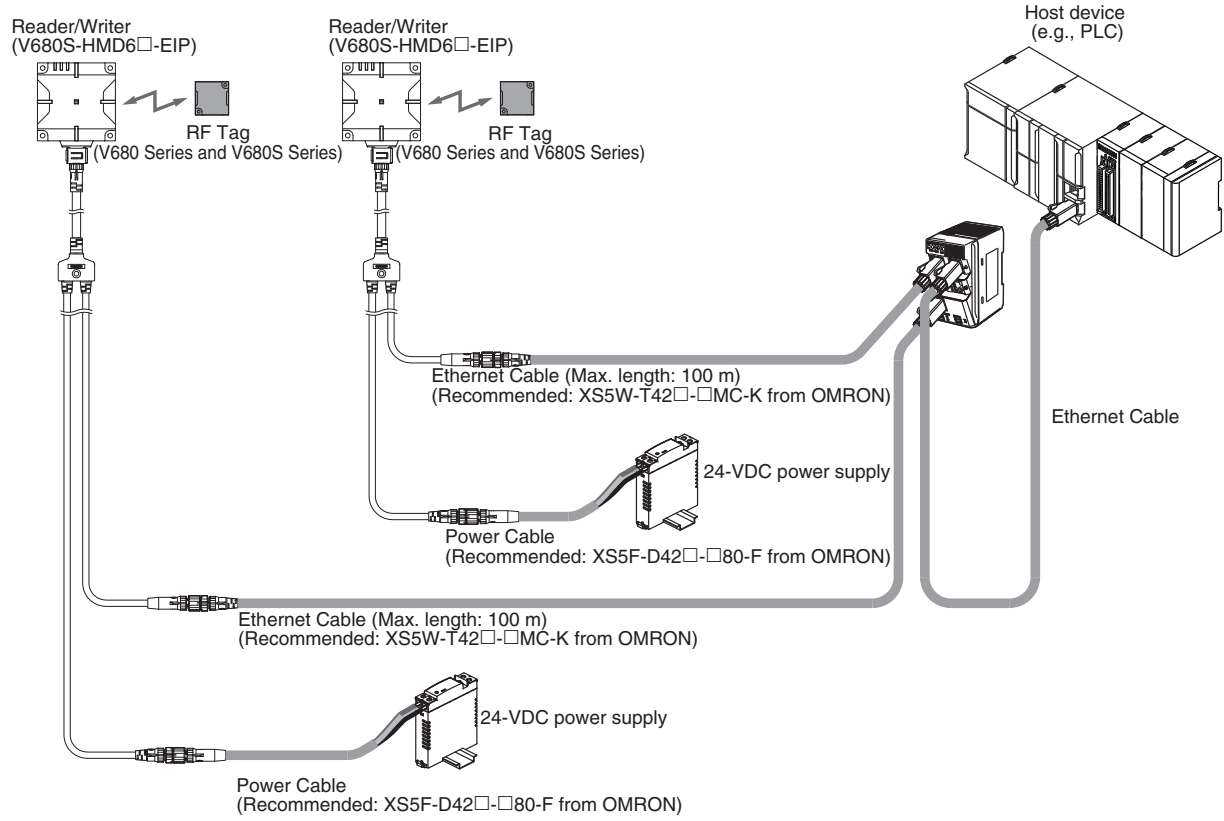 Reader/Writer
(V680S-HMD6□-EIP)
Reader/Writer
(V680S-HMD6□-EIP)
Host device
(e.g., PLC)
RF Tag
(V680 Series and V680S Series)
RF Tag
(V680 Series and V680S Series)
Ethernet Cable (Max. length: 100 m)
(Recommended: XS5W-T42□-□MC-K from OMRON)
Ethernet Cable
24-VDC power supply
Power Cable
(Recommended: XS5F-D42□-□80-F from OMRON)
Ethernet Cable (Max. length: 100 m)
(Recommended: XS5W-T42□-□MC-K from OMRON)
24-VDC power supply
Power Cable
(Recommended: XS5F-D42□-□80-F from OMRON)